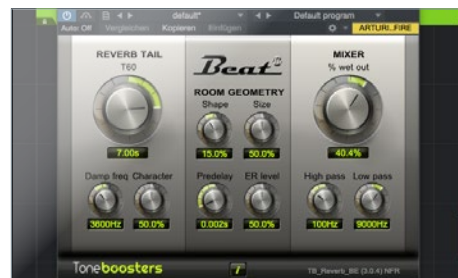 default* Default program
Auto: Off Vergleichen Kopieren Einfügen ARTURI..FIRE
REVERB TAIL
T60
7.00s
Damp freq Character
3600Hz 50.0%
Beat
ROOM GEOMETRY
Shape Size
15.0% 50.0%
Predelay ER level
0.002s 50.0%
MIXER
% wet out
40.4%
High pass Low pass
100Hz 9000Hz
Toneboosters i TB_Reverb_BE (3.0.4) NFR